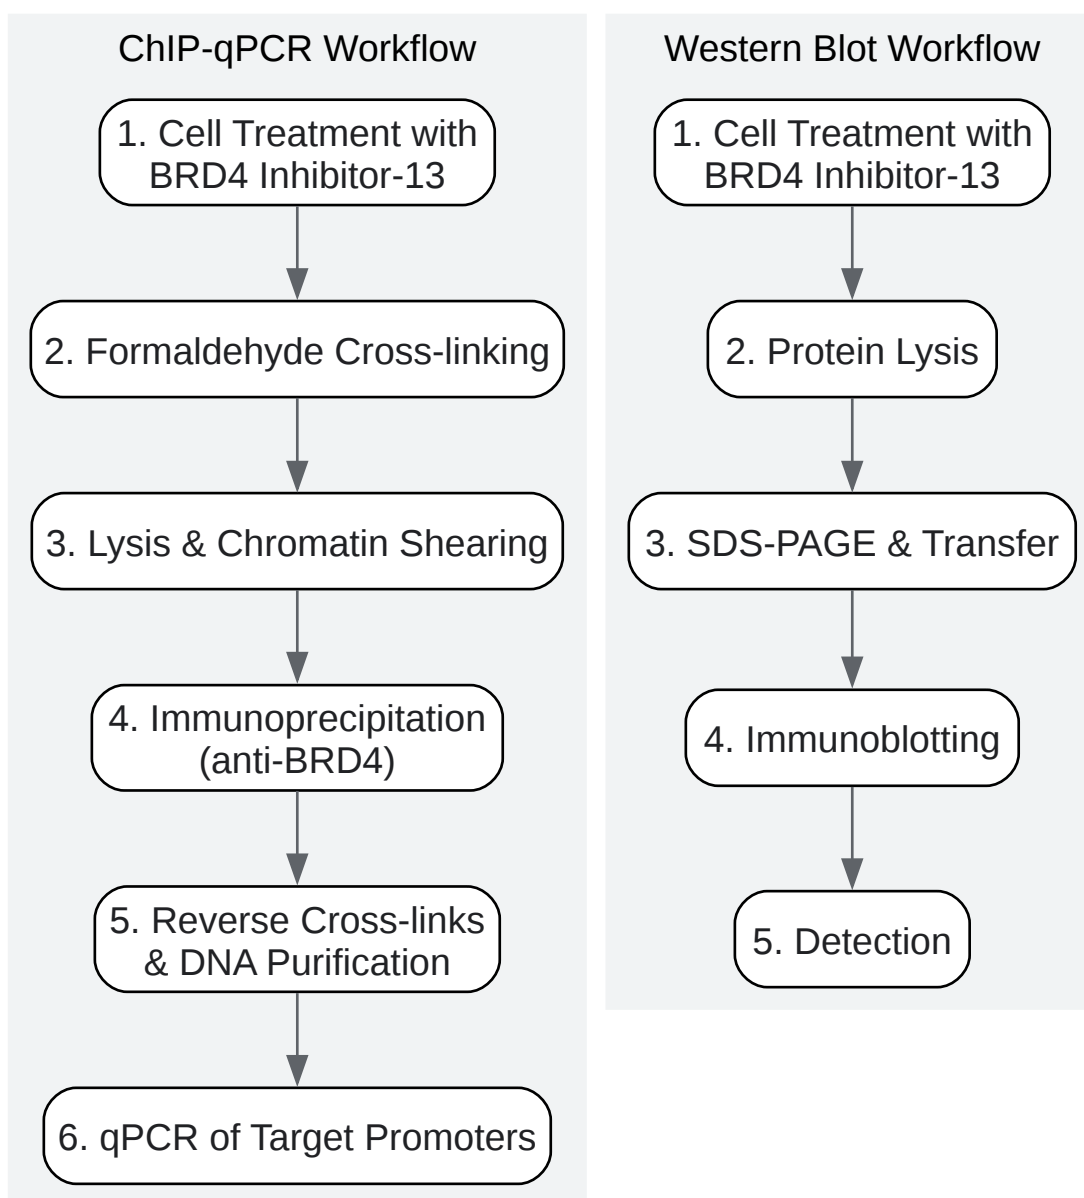 ChIP-qPCR Workflow
1. Cell Treatment with
BRD4 Inhibitor-13
2. Formaldehyde Cross-linking
3. Lysis & Chromatin Shearing
4. Immunoprecipitation
(anti-BRD4)
5. Reverse Cross-links
& DNA Purification
6. qPCR of Target Promoters
Western Blot Workflow
1. Cell Treatment with
BRD4 Inhibitor-13
2. Protein Lysis
3. SDS-PAGE & Transfer
4. Immunoblotting
5. Detection